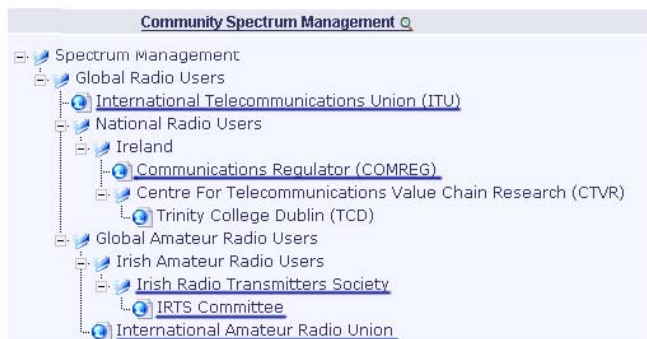 Community Spectrum Management
Spectrum Management
Global Radio Users
International Telecommunications Union (ITU)
National Radio Users
Ireland
Communications Regulator (COMREG)
Centre For Telecommunications Value Chain Research (CTVR)
Trinity College Dublin (TCD)
Global Amateur Radio Users
Irish Amateur Radio Users
Irish Radio Transmitters Society
IRTS Committee
International Amateur Radio Union